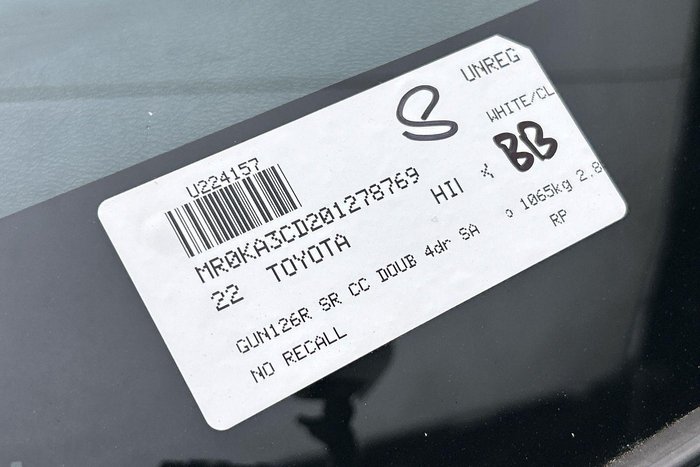 UNREG
S
U224157
WHITE/CL
BB
MR0KA3CD201278769
22 TOYOTA HII
GUN126R SR CC DOUB 4dr SA 1065kg 2.8
NO RECALL RP